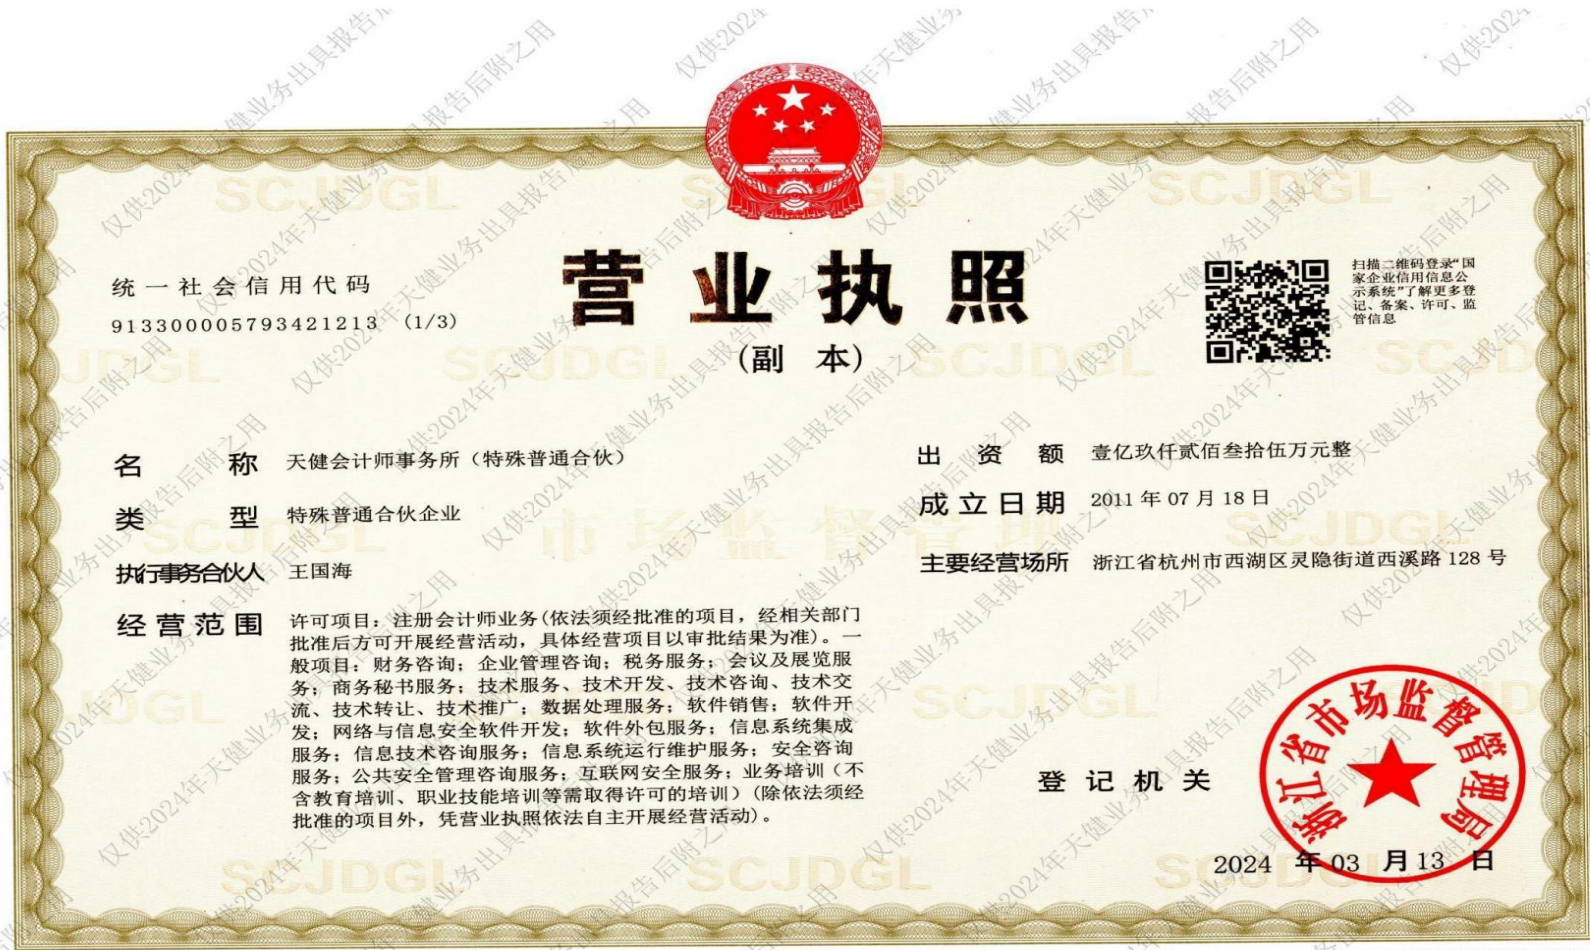 营业执照
（副 本）
统一社会信用代码
913300005793421213 (1/3)
扫描二维码登录“国
家企业信用信息公
示系统”了解更多登
记、备案、许可、监
管信息
名 称 天健会计师事务所（特殊普通合伙）
类 型 特殊普通合伙企业
执行事务合伙人 王国海
经营范围 许可项目：注册会计师业务(依法须经批准的项目，经相关部门
批准后方可开展经营活动，具体经营项目以审批结果为准)。一
般项目：财务咨询；企业管理咨询；税务服务；会议及展览服
务；商务秘书服务；技术服务、技术开发、技术咨询、技术交
流、技术转让、技术推广；数据处理服务；软件销售；软件开
发；网络与信息安全软件开发；软件外包服务；信息系统集成
服务；信息技术咨询服务；信息系统运行维护服务；安全咨询
服务；公共安全管理咨询服务；互联网安全服务；业务培训（不
含教育培训、职业技能培训等需取得许可的培训）(除依法须经
批准的项目外，凭营业执照依法自主开展经营活动)。
出 资 额 壹亿玖仟贰佰叁拾伍万元整
成立日期 2011 年 07 月 18 日
主要经营场所 浙江省杭州市西湖区灵隐街道西溪路 128 号
登 记 机 关
浙江省市场监督管理局
2024 年 03 月 13 日
SCJDGL
市场监督管理
仅供2024年天健业务出具报告后附之用